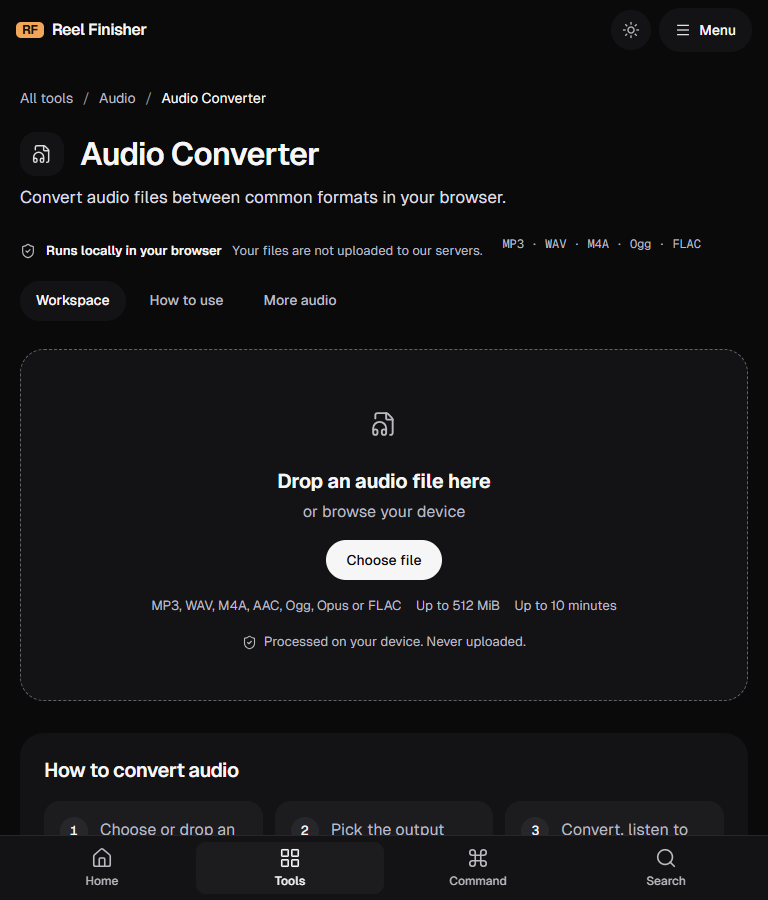 RF Reel Finisher
Menu
All tools / Audio / Audio Converter
Audio Converter
Convert audio files between common formats in your browser.
Runs locally in your browser Your files are not uploaded to our servers.
MP3 · WAV · M4A · Ogg · FLAC
Workspace How to use More audio
Drop an audio file here
or browse your device
Choose file
MP3, WAV, M4A, AAC, Ogg, Opus or FLAC Up to 512 MiB Up to 10 minutes
Processed on your device. Never uploaded.
How to convert audio
1 Choose or drop an
2 Pick the output
3 Convert, listen to
Home Tools Command Search